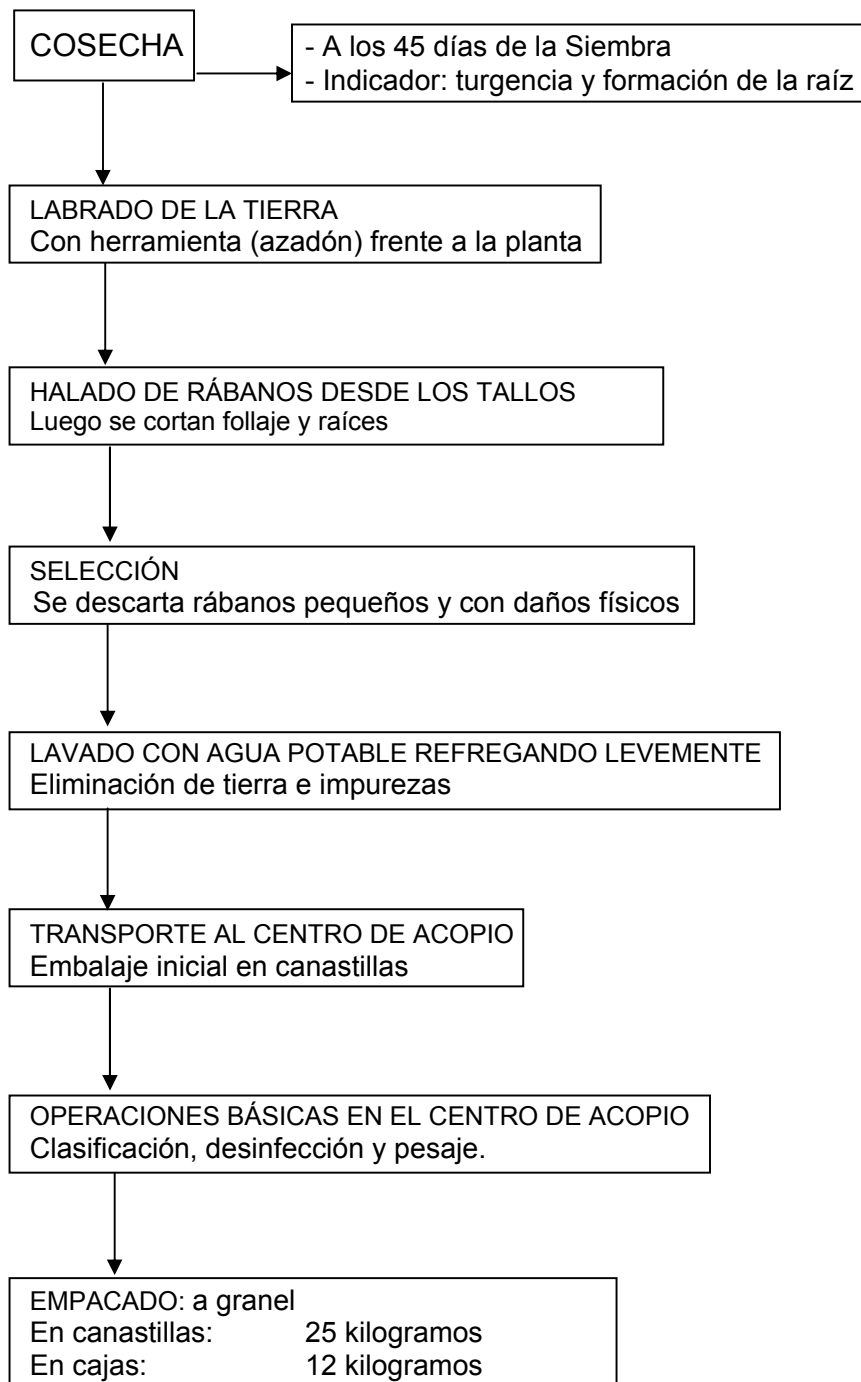 COSECHA
- A los 45 días de la Siembra
- Indicador: turgencia y formación de la raíz
LABRADO DE LA TIERRA
Con herramienta (azadón) frente a la planta
HALADO DE RÁBANOS DESDE LOS TALLOS
Luego se cortan follaje y raíces
SELECCIÓN
Se descarta rábanos pequeños y con daños físicos
LAVADO CON AGUA POTABLE REFREGANDO LEVEMENTE
Eliminación de tierra e impurezas
TRANSPORTE AL CENTRO DE ACOPIO
Embalaje inicial en canastillas
OPERACIONES BÁSICAS EN EL CENTRO DE ACOPIO
Clasificación, desinfección y pesaje.
EMPACADO: a granel
En canastillas: 25 kilogramos
En cajas: 12 kilogramos